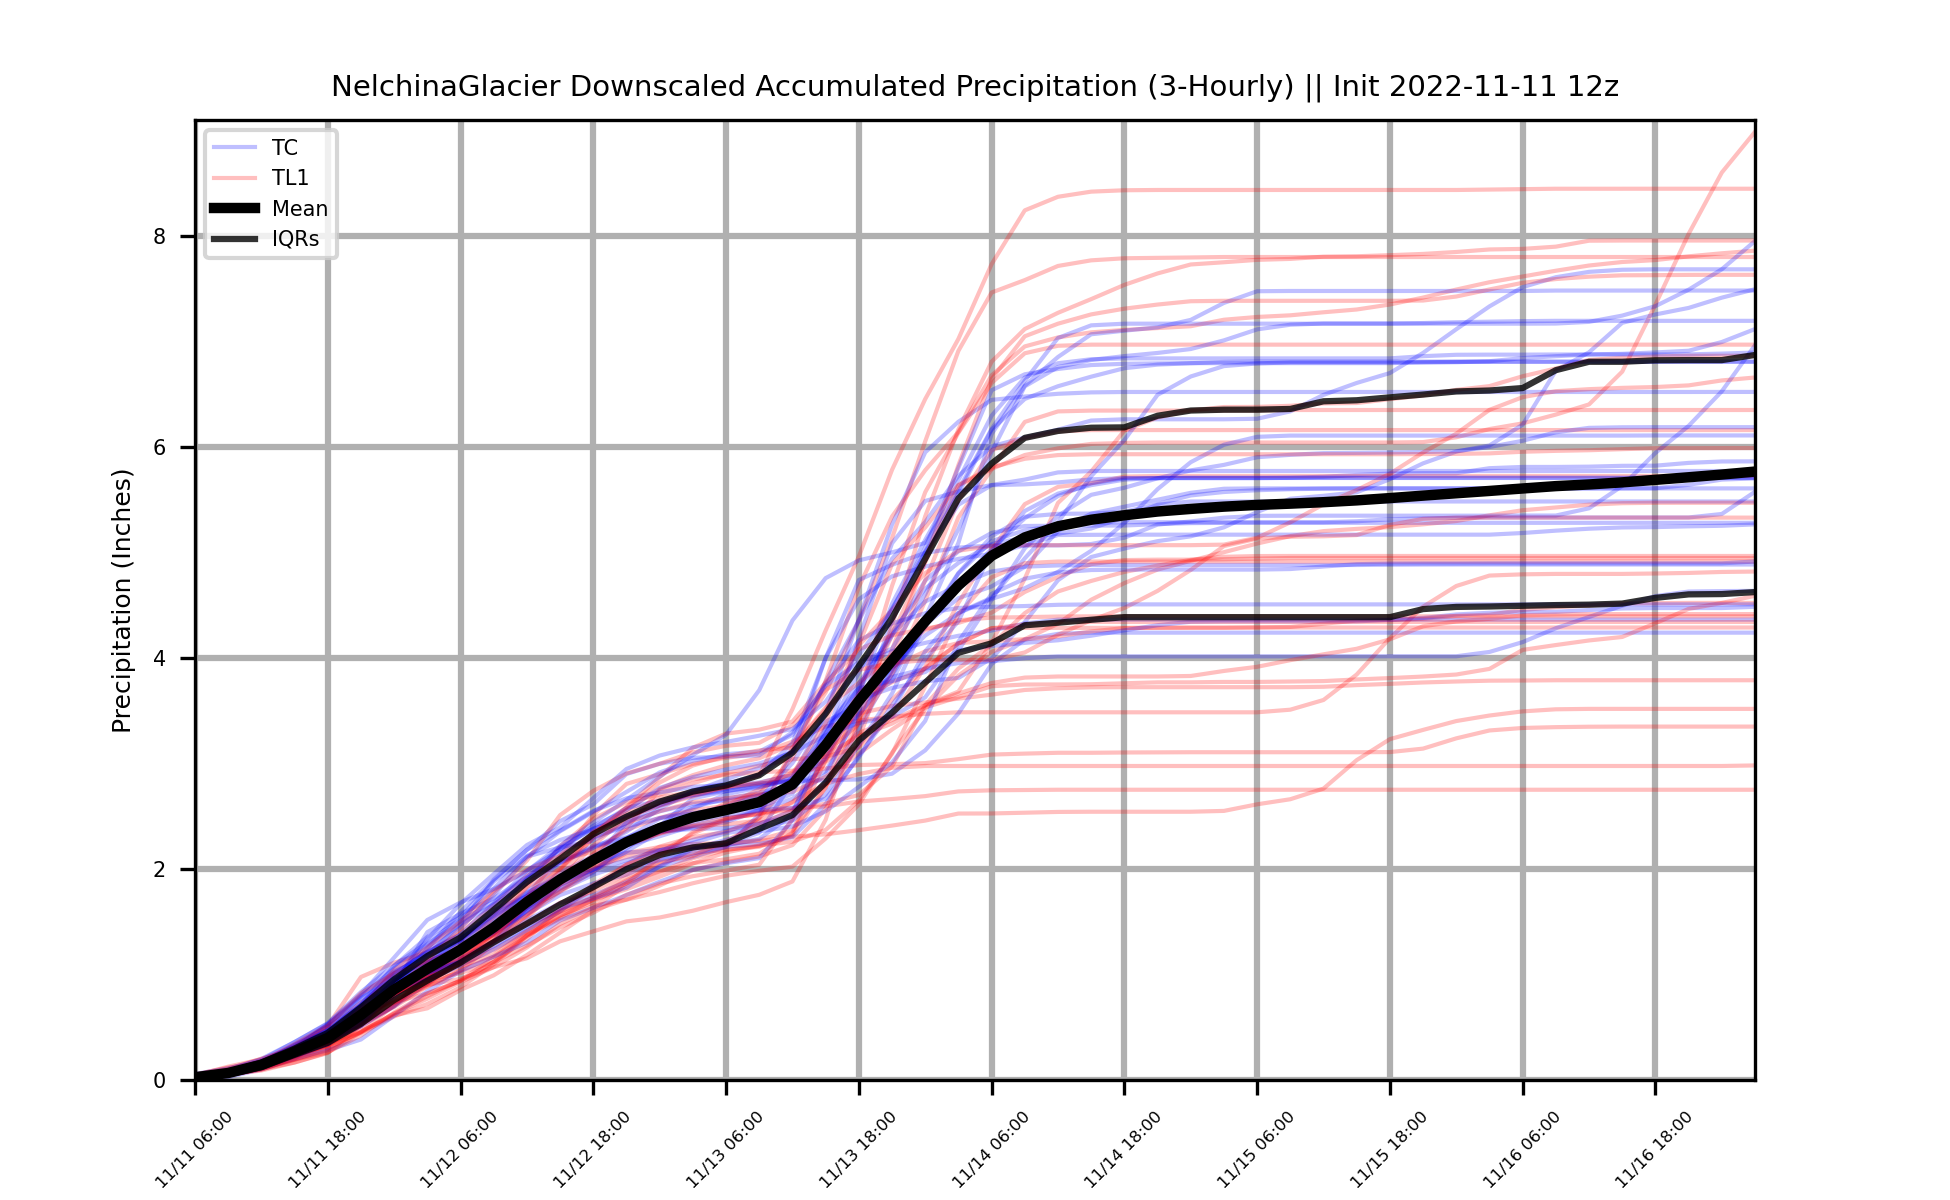 NelchinaGlacier Downscaled Accumulated Precipitation (3-Hourly) || Init 2022-11-11 12z
TC
TL1
Mean
IQRs
Precipitation (Inches)
8
6
4
2
0
11/11 06:00
11/11 18:00
11/12 06:00
11/12 18:00
11/13 06:00
11/13 18:00
11/14 06:00
11/14 18:00
11/15 06:00
11/15 18:00
11/16 06:00
11/16 18:00